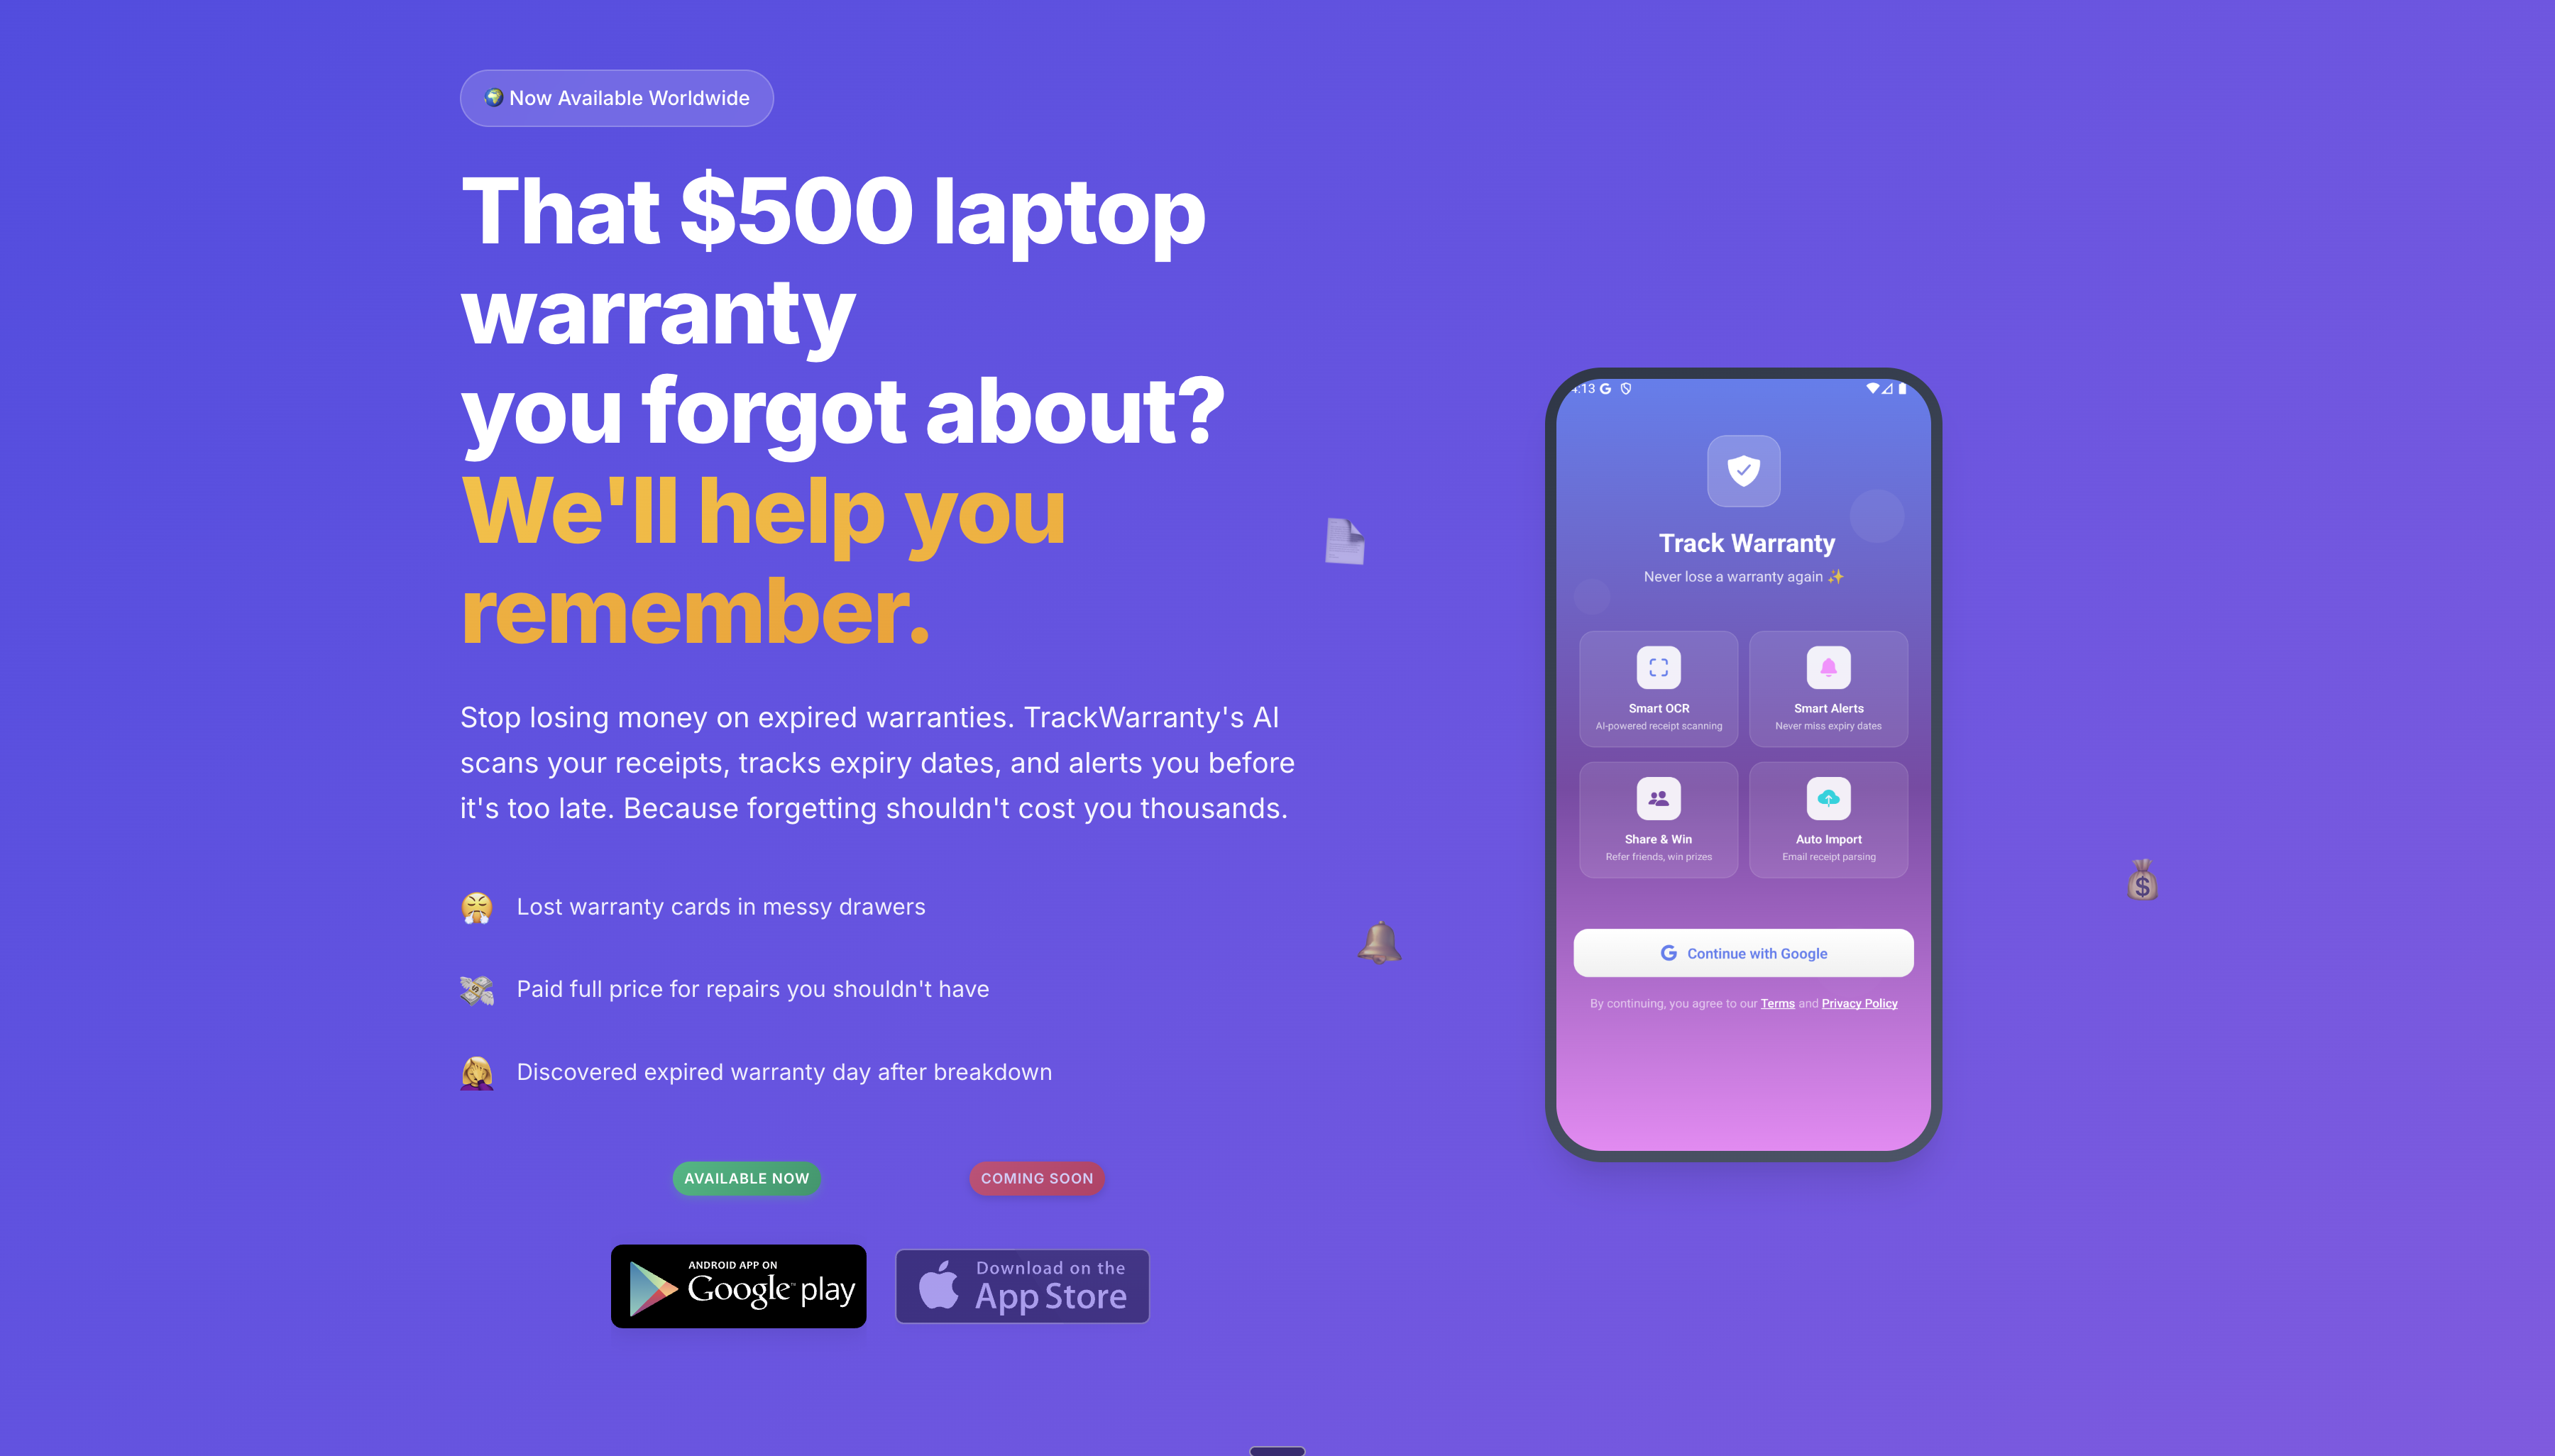 Now Available Worldwide
That $500 laptop
warranty
you forgot about?
We'll help you
remember.
Stop losing money on expired warranties. TrackWarranty's AI
scans your receipts, tracks expiry dates, and alerts you before
it's too late. Because forgetting shouldn't cost you thousands.
Lost warranty cards in messy drawers
Paid full price for repairs you shouldn't have
Discovered expired warranty day after breakdown
AVAILABLE NOW
ANDROID APP ON
Google play
COMING SOON
Download on the
App Store
:13
Track Warranty
Never lose a warranty again ✨
Smart OCR
AI-powered receipt scanning
Smart Alerts
Never miss expiry dates
Share & Win
Refer friends, win prizes
Auto Import
Email receipt parsing
G Continue with Google
By continuing, you agree to our Terms and Privacy Policy